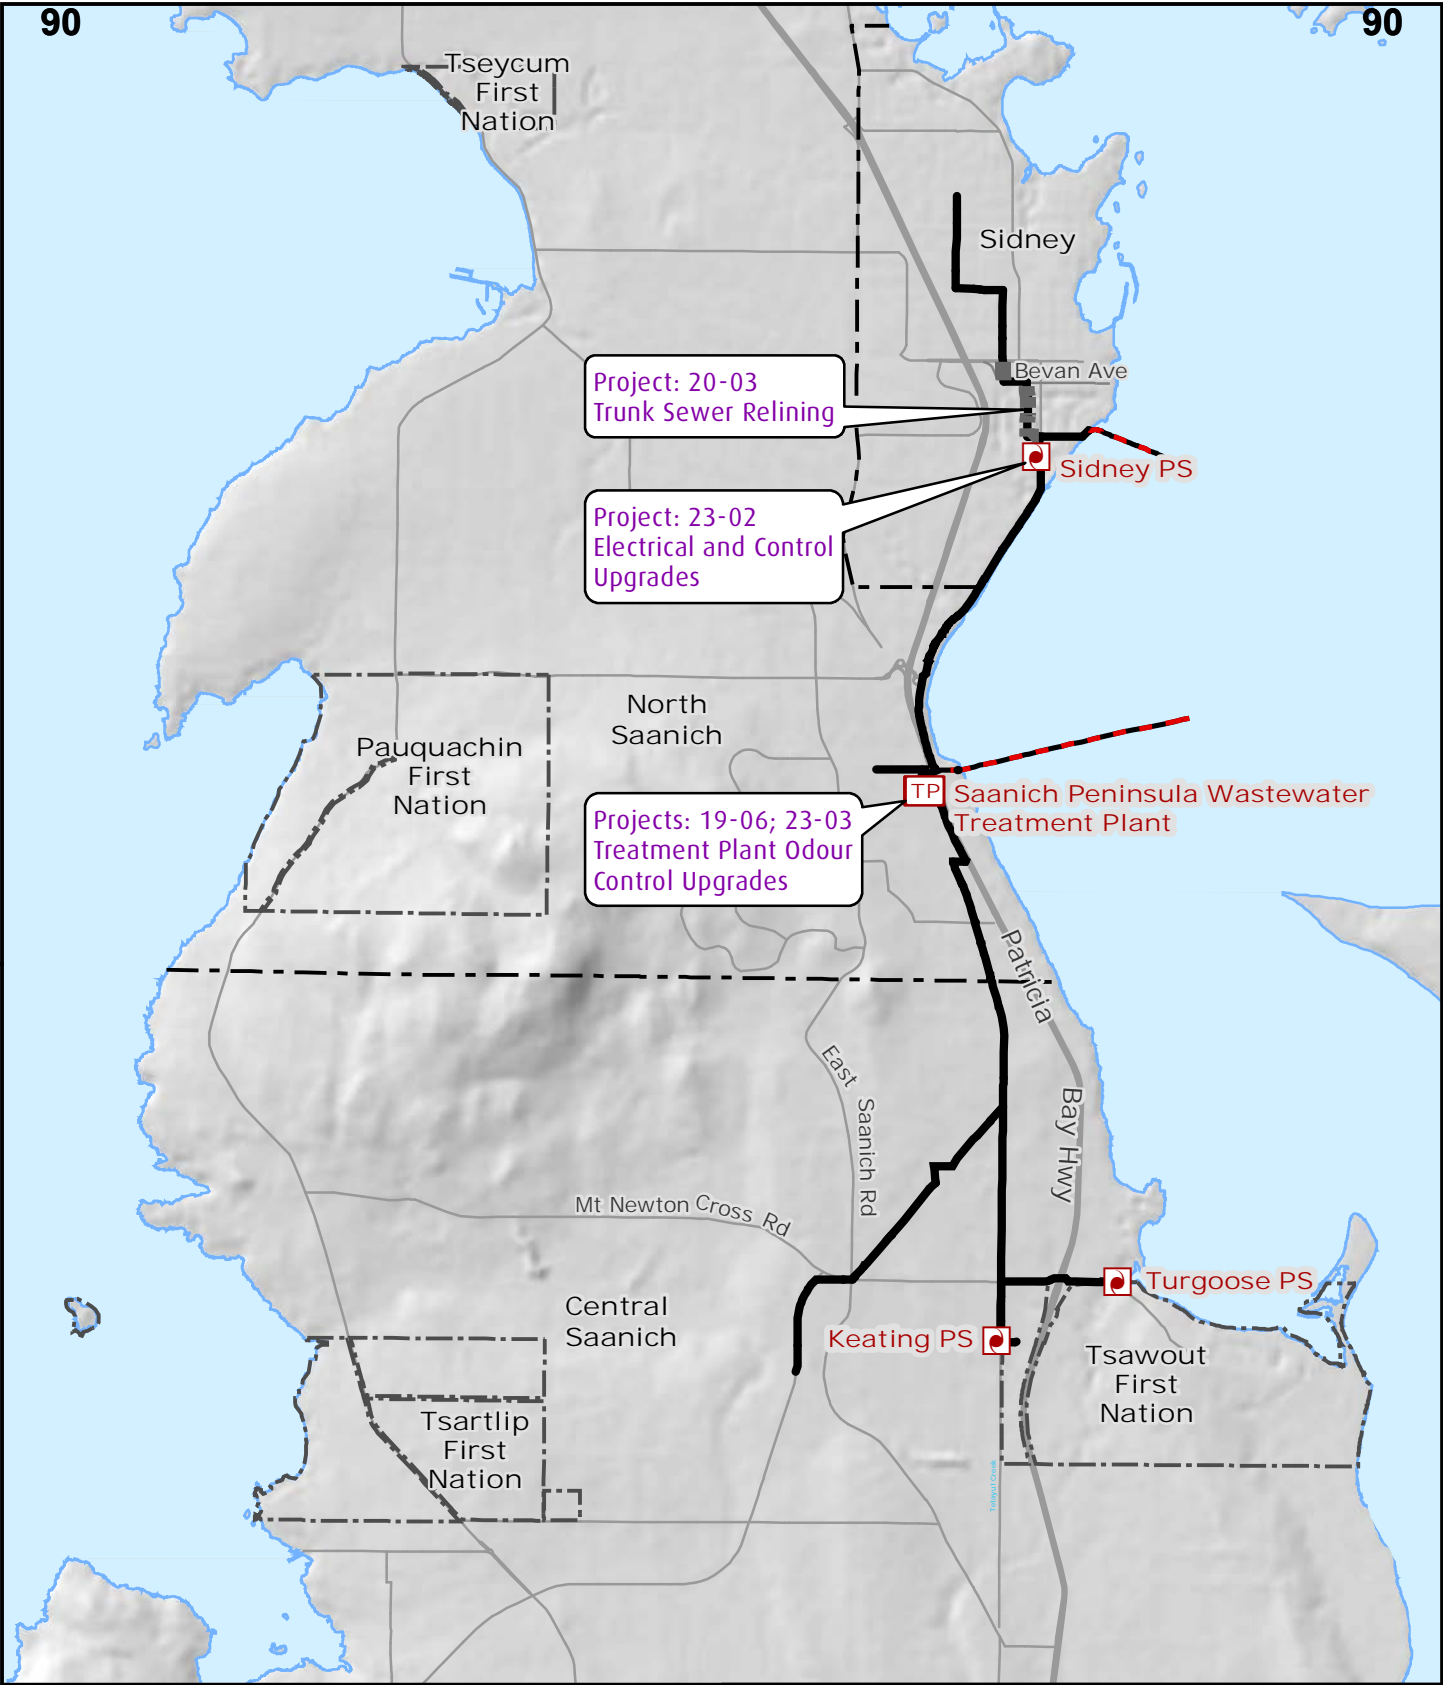 90
90
Tseycum
First
Nation
Sidney
Project: 20-03
Trunk Sewer Relining
Bevan Ave
Sidney PS
Project: 23-02
Electrical and Control
Upgrades
North
Saanich
Pauquachin
First
Nation
TP
Saanich Peninsula Wastewater
Treatment Plant
Projects: 19-06; 23-03
Treatment Plant Odour
Control Upgrades
Patricia
Bay Hwy
East Saanich Rd
Mt Newton Cross Rd
Turgoose PS
Central
Saanich
Keating PS
Tsawout
First
Nation
Tsartlip
First
Nation